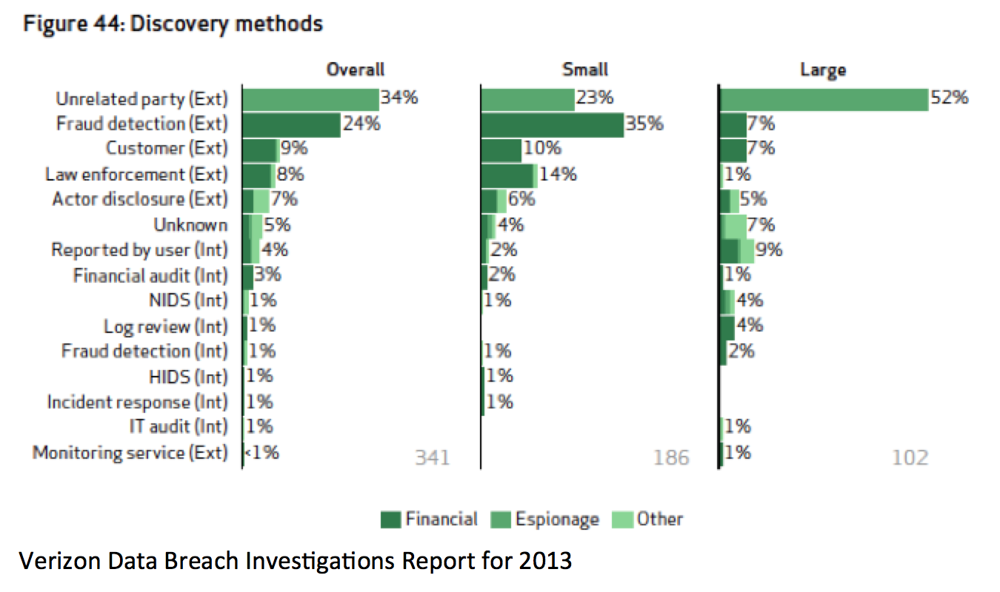 Figure 44: Discovery methods
Overall Small Large
Unrelated party (Ext) 34% 23% 52%
Fraud detection (Ext) 24% 35% 7%
Customer (Ext) 9% 10% 7%
Law enforcement (Ext) 8% 14% 1%
Actor disclosure (Ext) 7% 6% 5%
Unknown 5% 4% 7%
Reported by user (Int) 4% 2% 9%
Financial audit (Int) 3% 2% 1%
NIDS (Int) 1% 1% 4%
Log review (Int) 1% 4%
Fraud detection (Int) 1% 1% 2%
HIDS (Int) 1% 1%
Incident response (Int) 1% 1%
IT audit (Int) 1% 1%
Monitoring service (Ext) <1% 341 186 1% 102
Financial Espionage Other
Verizon Data Breach Investigations Report for 2013